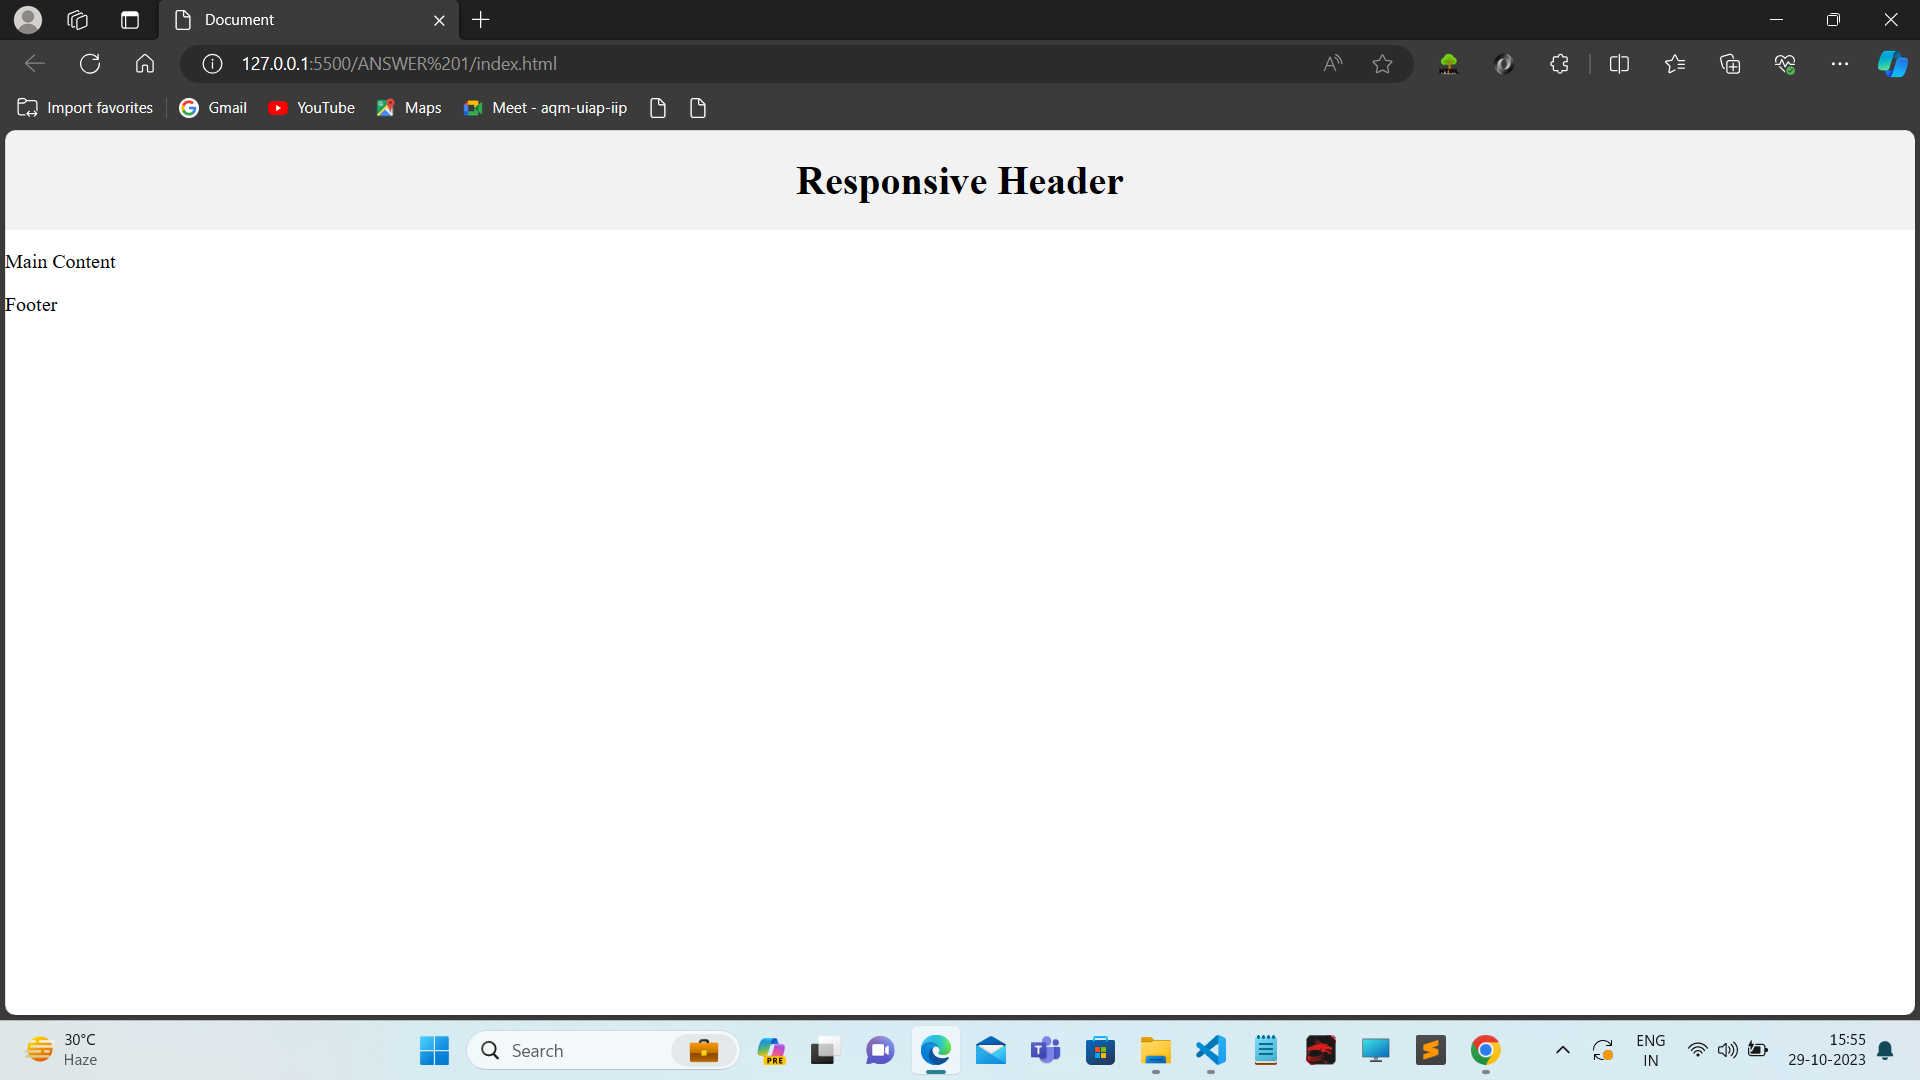 Document
127.0.0.1:5500/ANSWER%201/index.html
Import favorites
Gmail
YouTube
Maps
Meet - aqm-uiap-iip
Responsive Header
Main Content
Footer
30°C
Haze
Search
PRE
ENG
IN
15:55
29-10-2023